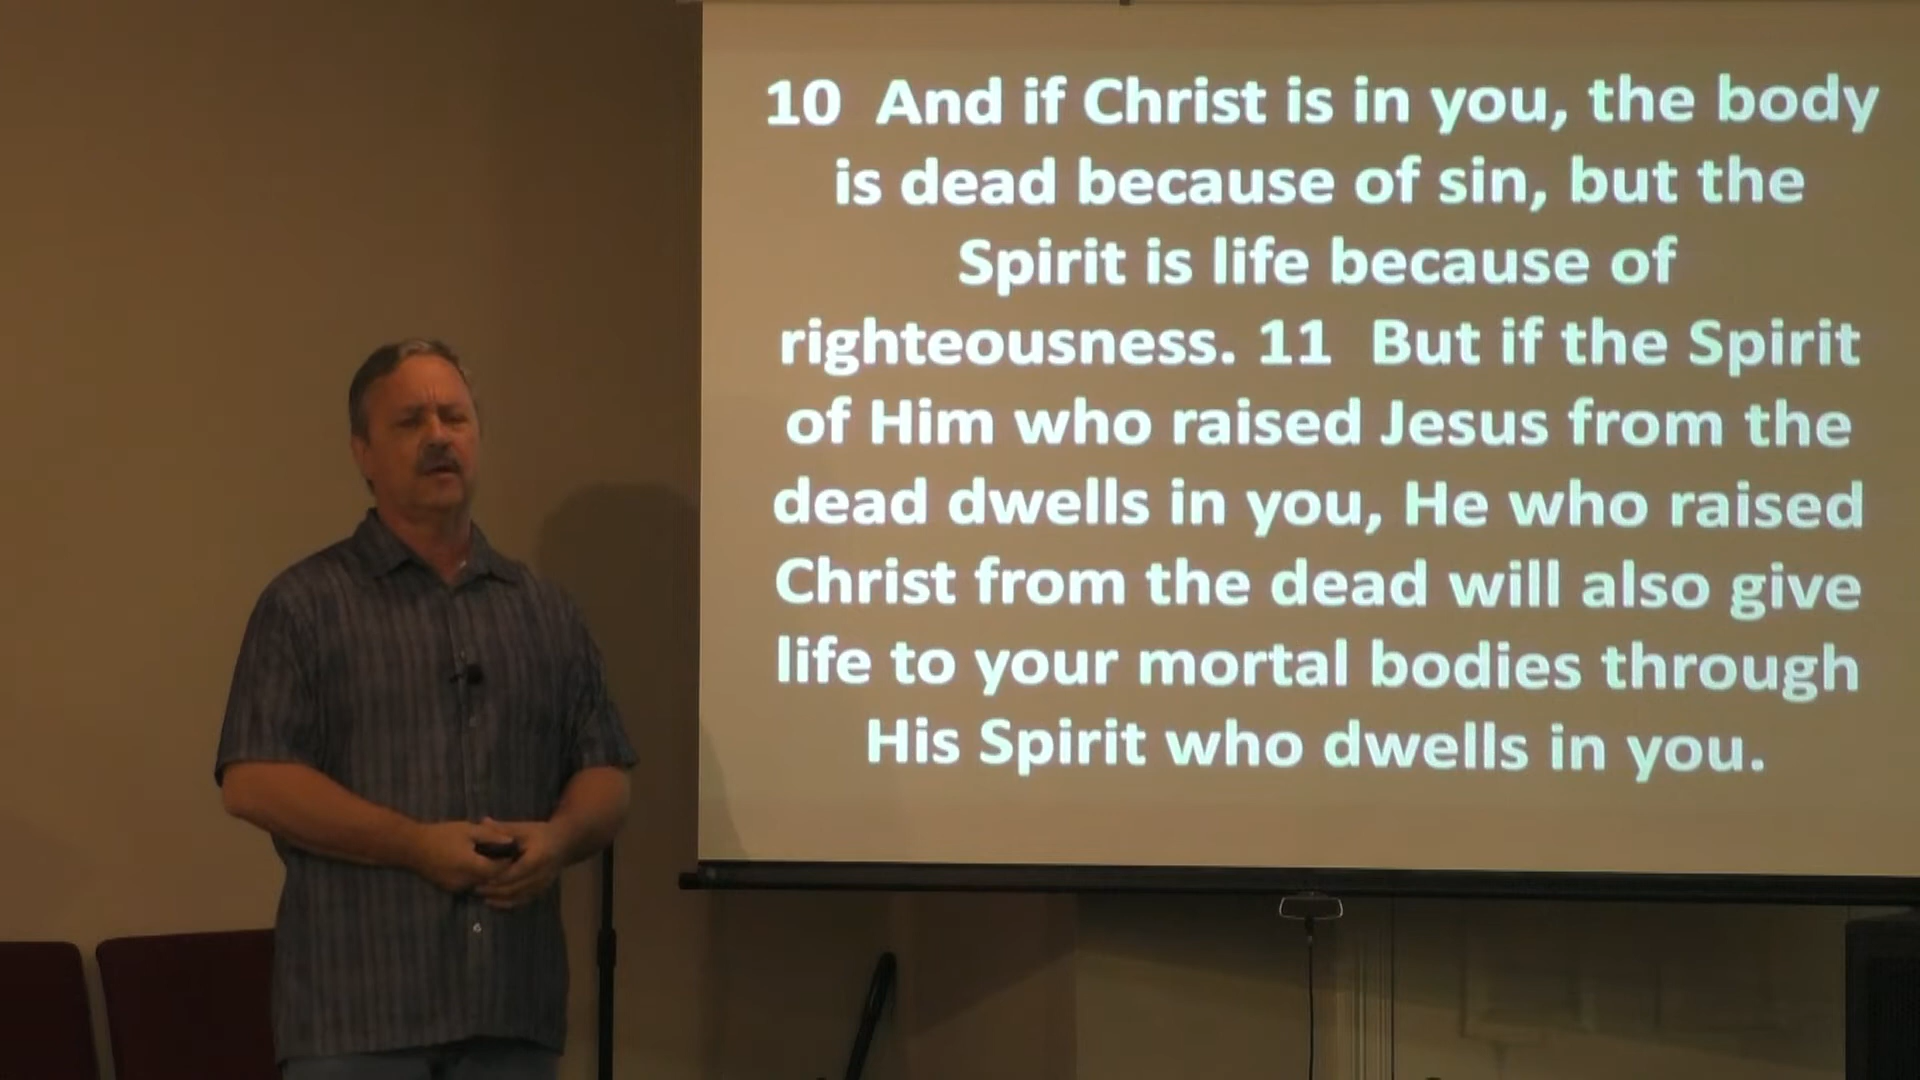 10 And if Christ is in you, the body
is dead because of sin, but the
Spirit is life because of
righteousness. 11 But if the Spirit
of Him who raised Jesus from the
dead dwells in you, He who raised
Christ from the dead will also give
life to your mortal bodies through
His Spirit who dwells in you.